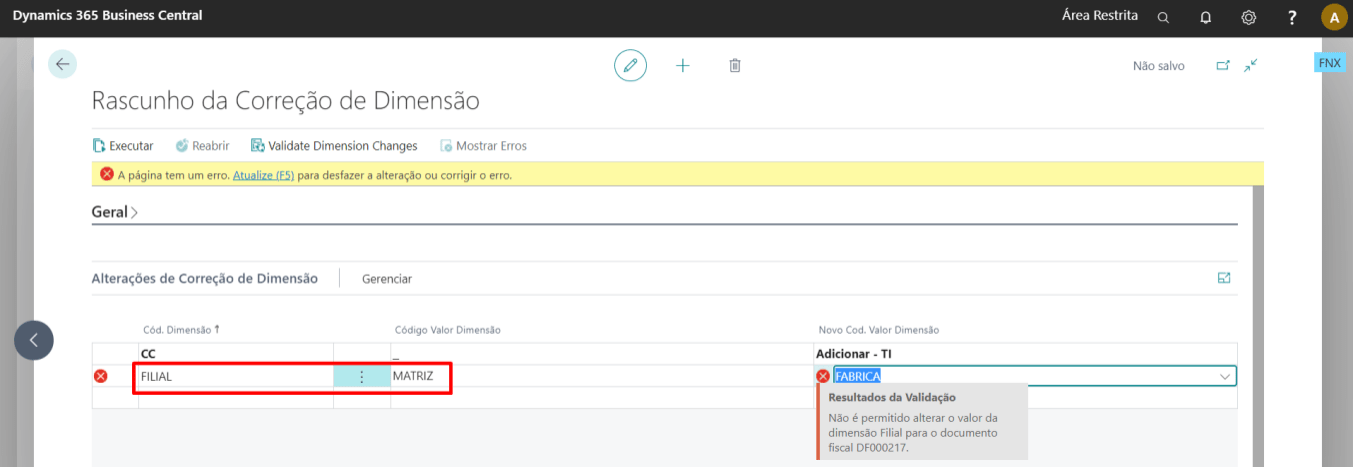 Dynamics 365 Business Central
Área Restrita
?
A
Não salvo
FNX
Rascunho da Correção de Dimensão
Executar
Reabrir
Validate Dimension Changes
Mostrar Erros
A página tem um erro. Atualize (F5) para desfazer a alteração ou corrigir o erro.
Geral
Alterações de Correção de Dimensão
Gerenciar
Cód. Dimensão ↑
Código Valor Dimensão
Novo Cod. Valor Dimensão
CC
_
Adicionar - TI
FILIAL
MATRIZ
FABRICA
Resultados da Validação
Não é permitido alterar o valor da
dimensão Filial para o documento
fiscal DF000217.